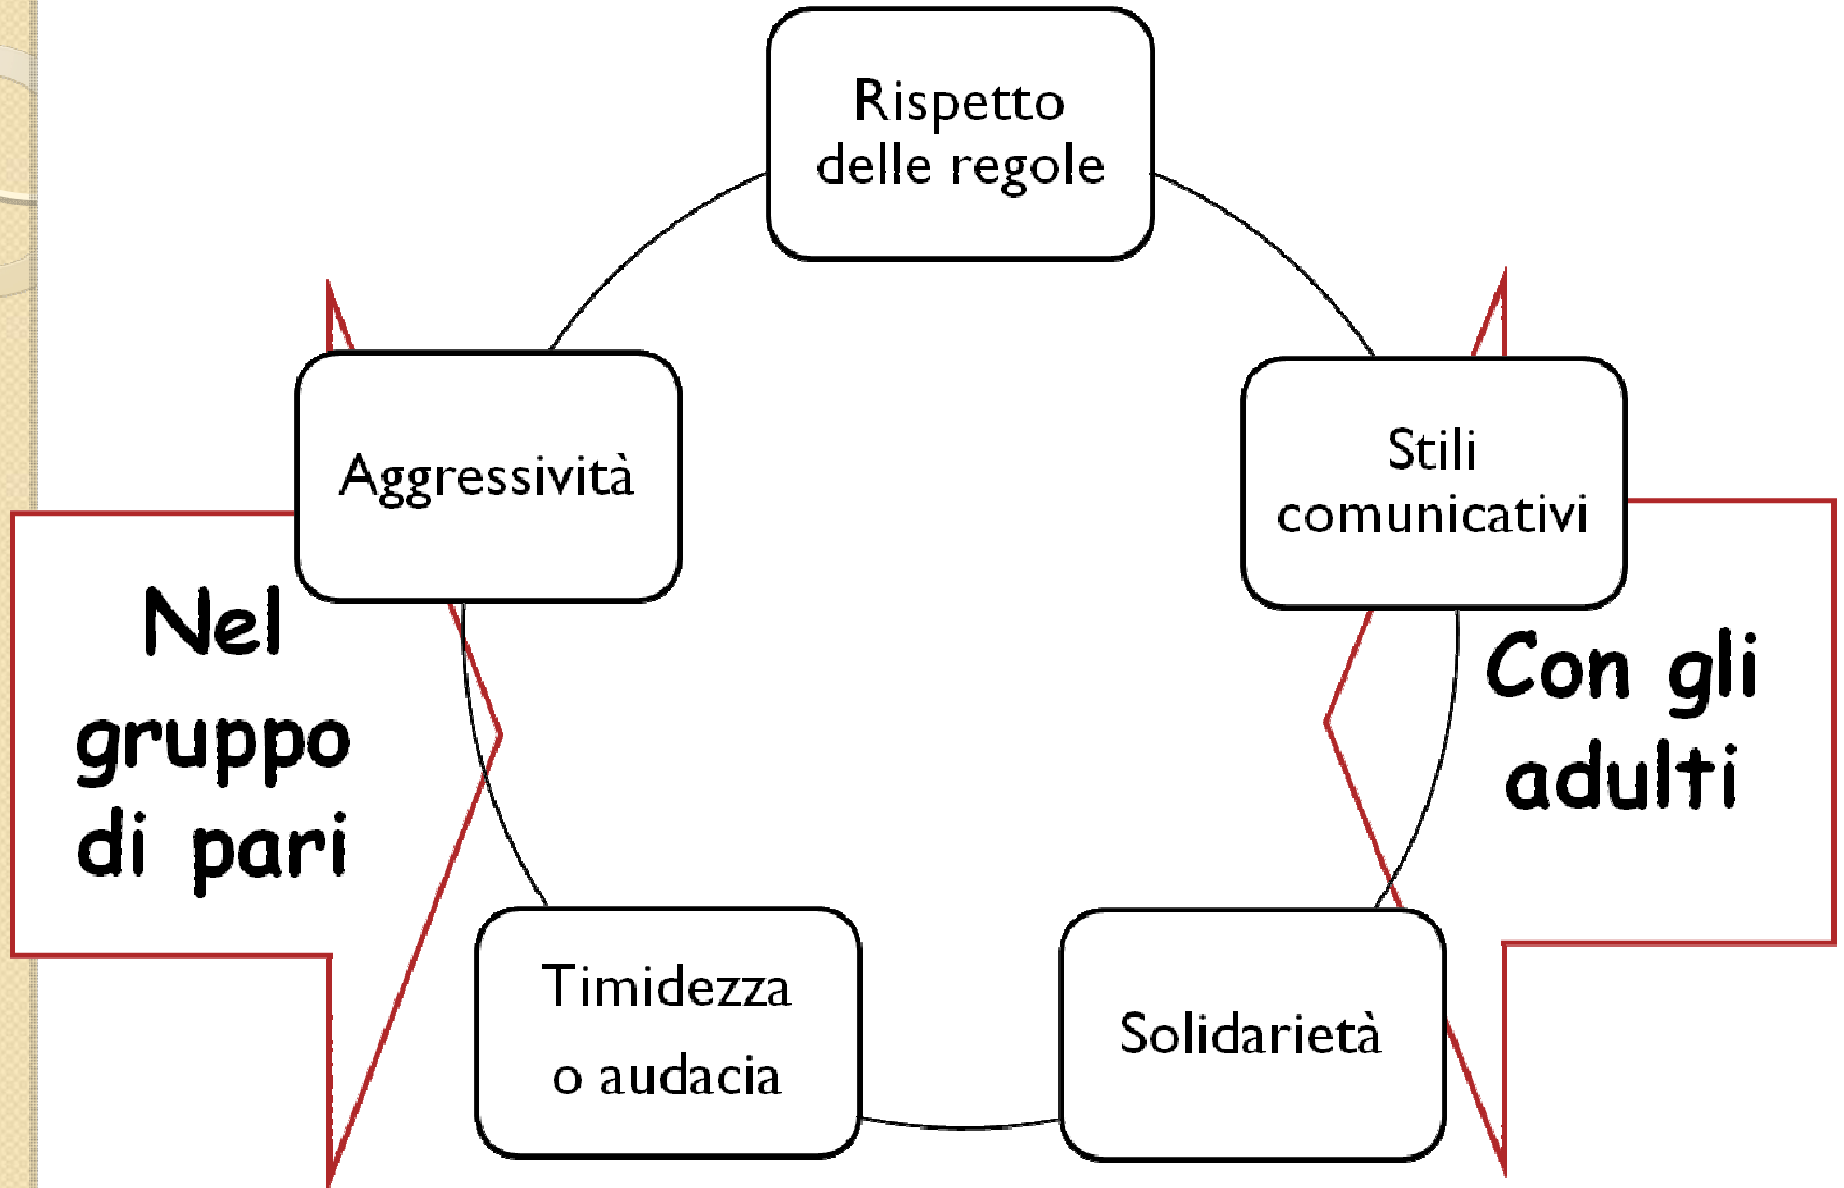 Rispetto
delle regole
Aggressività
Stili
comunicativi
Nel
gruppo
di pari
Con gli
adulti
Timidezza
o audacia
Solidarietà